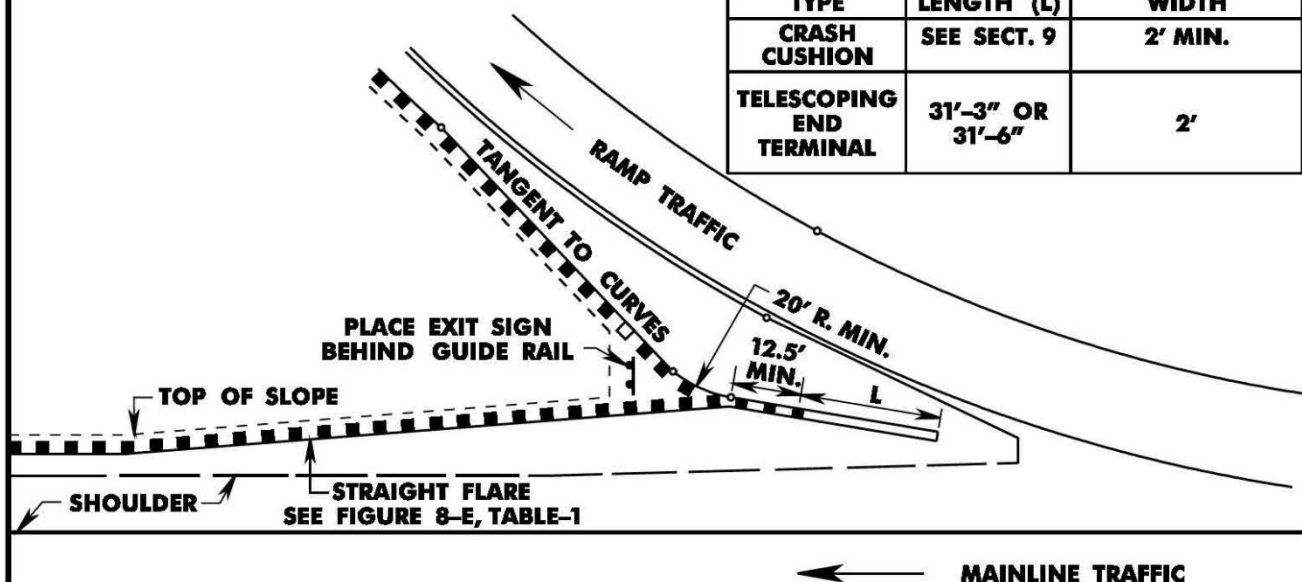 TYPE LENGTH (L) WIDTH
CRASH CUSHION SEE SECT. 9 2' MIN.
TELESCOPING END TERMINAL 31'–3" OR 31'–6" 2'
RAMP TRAFFIC
TANGENT TO CURVES
20' R. MIN.
12.5' MIN.
L
PLACE EXIT SIGN
BEHIND GUIDE RAIL
TOP OF SLOPE
SHOULDER
STRAIGHT FLARE
SEE FIGURE 8–E, TABLE–1
MAINLINE TRAFFIC